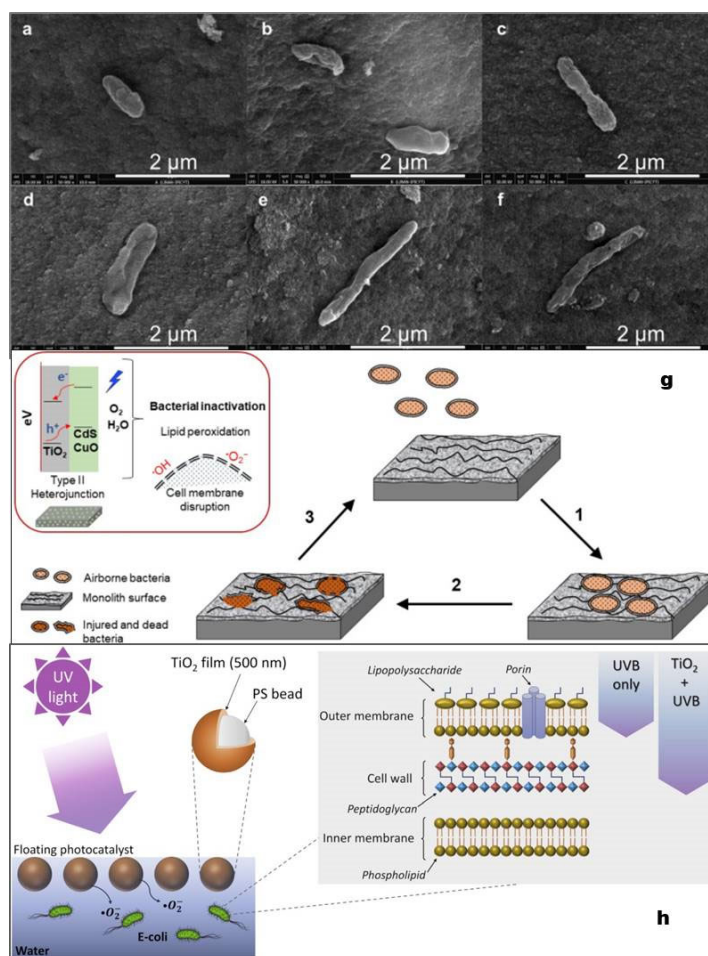 a
b
c
2 µm
2 µm
2 µm
d
e
f
2 µm
2 µm
2 µm
g
eV
e-
h+
TiO2
CdS
CuO
O2
H2O
Type II
Heterojunction
Bacterial inactivation
Lipid peroxidation
·OH
·O2-
Cell membrane
disruption
1
2
3
Airborne bacteria
Monolith surface
Injured and dead
bacteria
UV
light
TiO2 film (500 nm)
PS bead
Floating photocatalyst
·O2-
·O2-
E-coli
Water
Lipopolysaccharide
Porin
Outer membrane
Cell wall
Peptidoglycan
Inner membrane
Phospholipid
UVB
only
TiO2
+
UVB
h